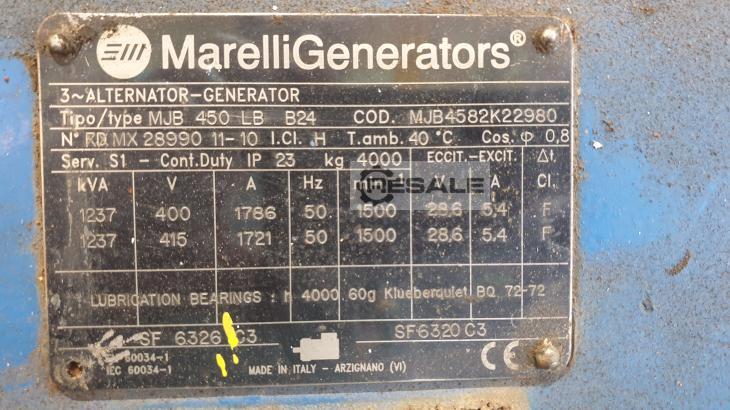 MarelliGenerators®
3~ALTERNATOR-GENERATOR
Tipo/type MJB 450 LB B24 COD. MJB4582K22980
N° MX 28990 11-10 I.Cl. H T.amb. 40 °C Cos. Φ 0,8
Serv. S1 - Cont.Duty IP 23 kg 4000 ECCIT.-EXCIT. Δt.
kVA V A Hz min⁻¹ V A Cl.
RESALE
1237 400 1786 50 1500 28,6 5,4 F
1237 415 1721 50 1500 28,6 5,4 F
LUBRICATION BEARINGS : h 4000 60g Klueberquiet BQ 72-72
SF 6326 C3 SF6320 C3
60034-1
IEC 60034-1
MADE IN ITALY - ARZIGNANO (VI)
CE